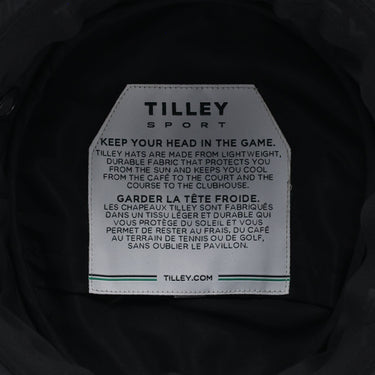 TILLEY
SPORT
KEEP YOUR HEAD IN THE GAME.
TILLEY HATS ARE MADE FROM LIGHTWEIGHT,
DURABLE FABRIC THAT PROTECTS YOU
FROM THE SUN AND KEEPS YOU COOL
FROM THE CAFÉ TO THE COURT AND THE
COURSE TO THE CLUBHOUSE.
GARDER LA TÊTE FROIDE.
LES CHAPEAUX TILLEY SONT FABRIQUÉS
DANS UN TISSU LÉGER ET DURABLE QUI
VOUS PROTÈGE DU SOLEIL ET VOUS
PERMET DE RESTER AU FRAIS, DU CAFÉ
AU TERRAIN DE TENNIS OU DE GOLF,
SANS OUBLIER LE PAVILLON.
TILLEY.COM